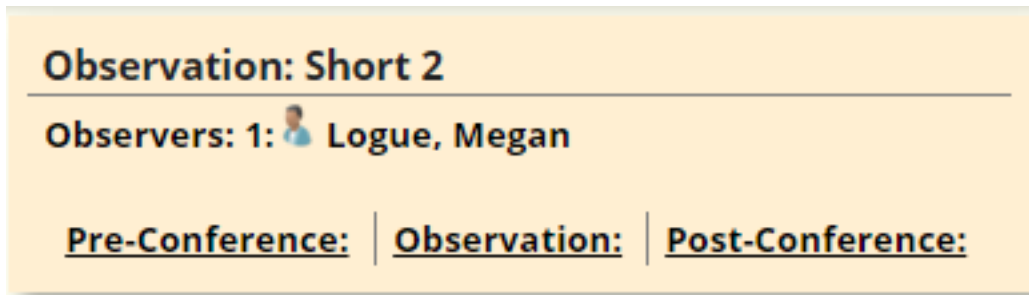 Observation: Short 2
Observers: 1: Logue, Megan
Pre-Conference: Observation: Post-Conference: